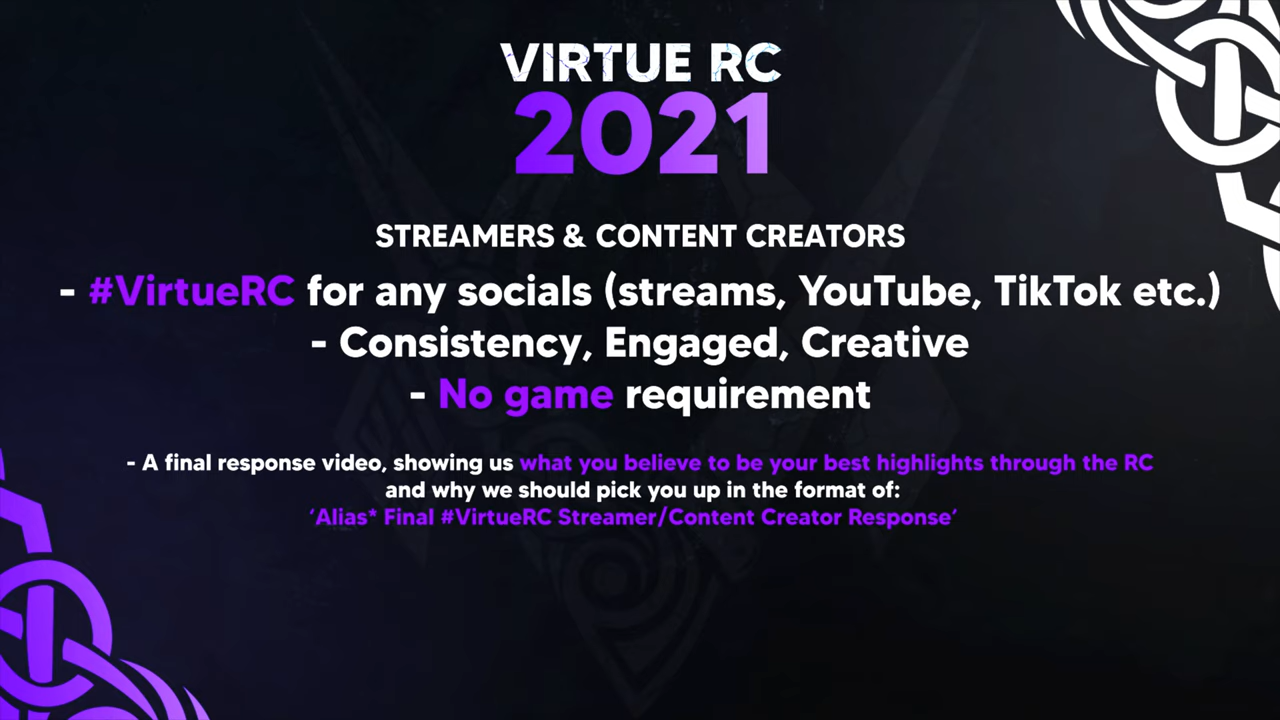 VIRTUE RC
2021
STREAMERS & CONTENT CREATORS
- #VirtueRC for any socials (streams, YouTube, TikTok etc.)
- Consistency, Engaged, Creative
- No game requirement
- A final response video, showing us what you believe to be your best highlights through the RC
and why we should pick you up in the format of:
‘Alias* Final #VirtueRC Streamer/Content Creator Response’